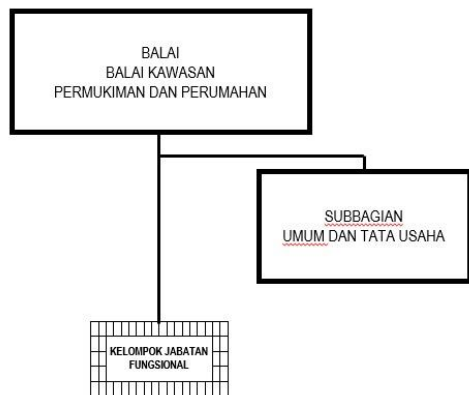 BALAI
BALAI KAWASAN
PERMUKIMAN DAN PERUMAHAN
SUBBAGIAN
UMUM DAN TATA USAHA
KELOMPOK JABATAN
FUNGSIONAL